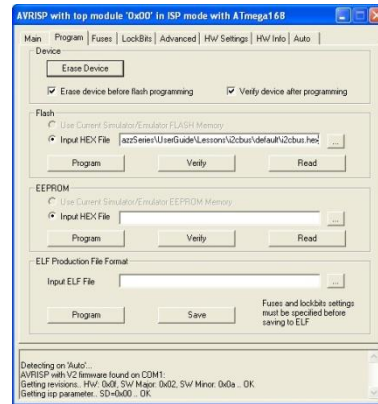 AVRISP with top module '0x00' in ISP mode with ATmega168
Main Program Fuses LockBits Advanced HW Settings HW Info Auto
Device
Erase Device
Erase device before flash programming Verify device after programming
Flash
Use Current Simulator/Emulator FLASH Memory
Input HEX File azzSeries\UserGuide\Lessons\i2cbus\default\i2cbus.hex ...
Program Verify Read
EEPROM
Use Current Simulator/Emulator EEPROM Memory
Input HEX File ...
Program Verify Read
ELF Production File Format
Input ELF File ...
Program Save Fuses and lockbits settings
must be specified before
saving to ELF
Detecting on 'Auto'...
AVRISP with V2 firmware found on COM1:
Getting revisions.. HW: 0x0f, SW Major: 0x02, SW Minor: 0x0a .. OK
Getting isp parameter.. SD=0x00 .. OK